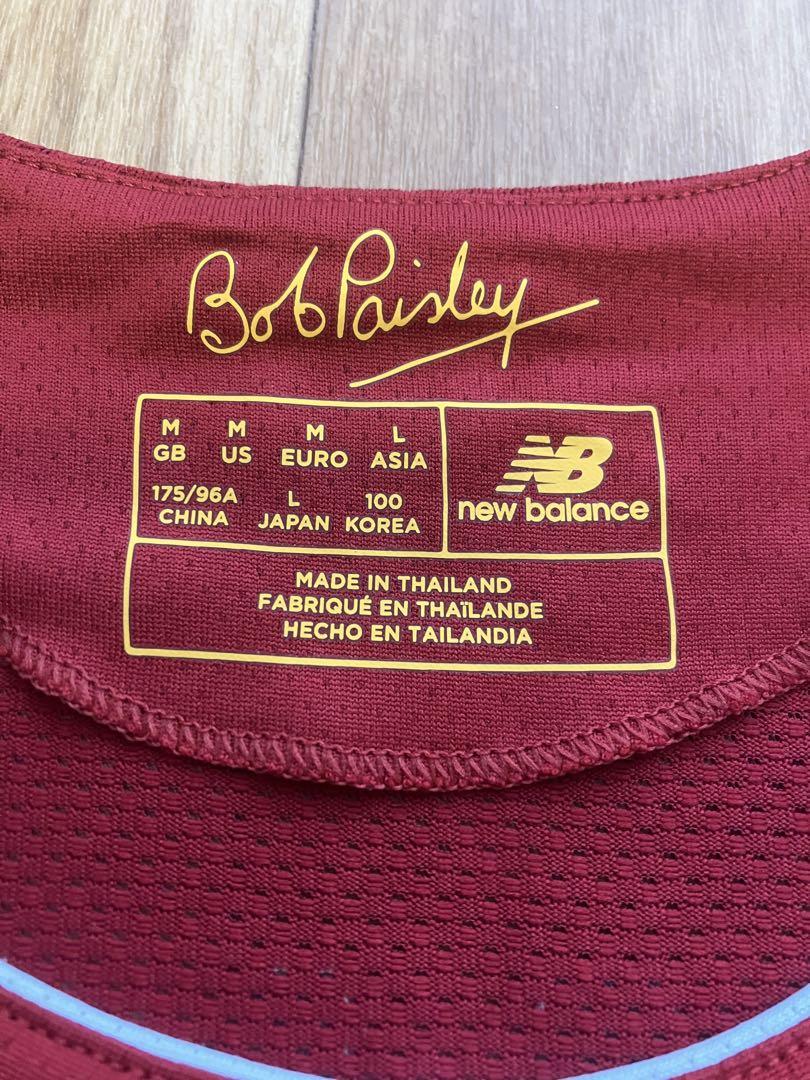 Bob Paisley
M M M L
GB US EURO ASIA
175/96A L 100
CHINA JAPAN KOREA
NB
new balance
MADE IN THAILAND
FABRIQUÉ EN THAÏLANDE
HECHO EN TAILANDIA